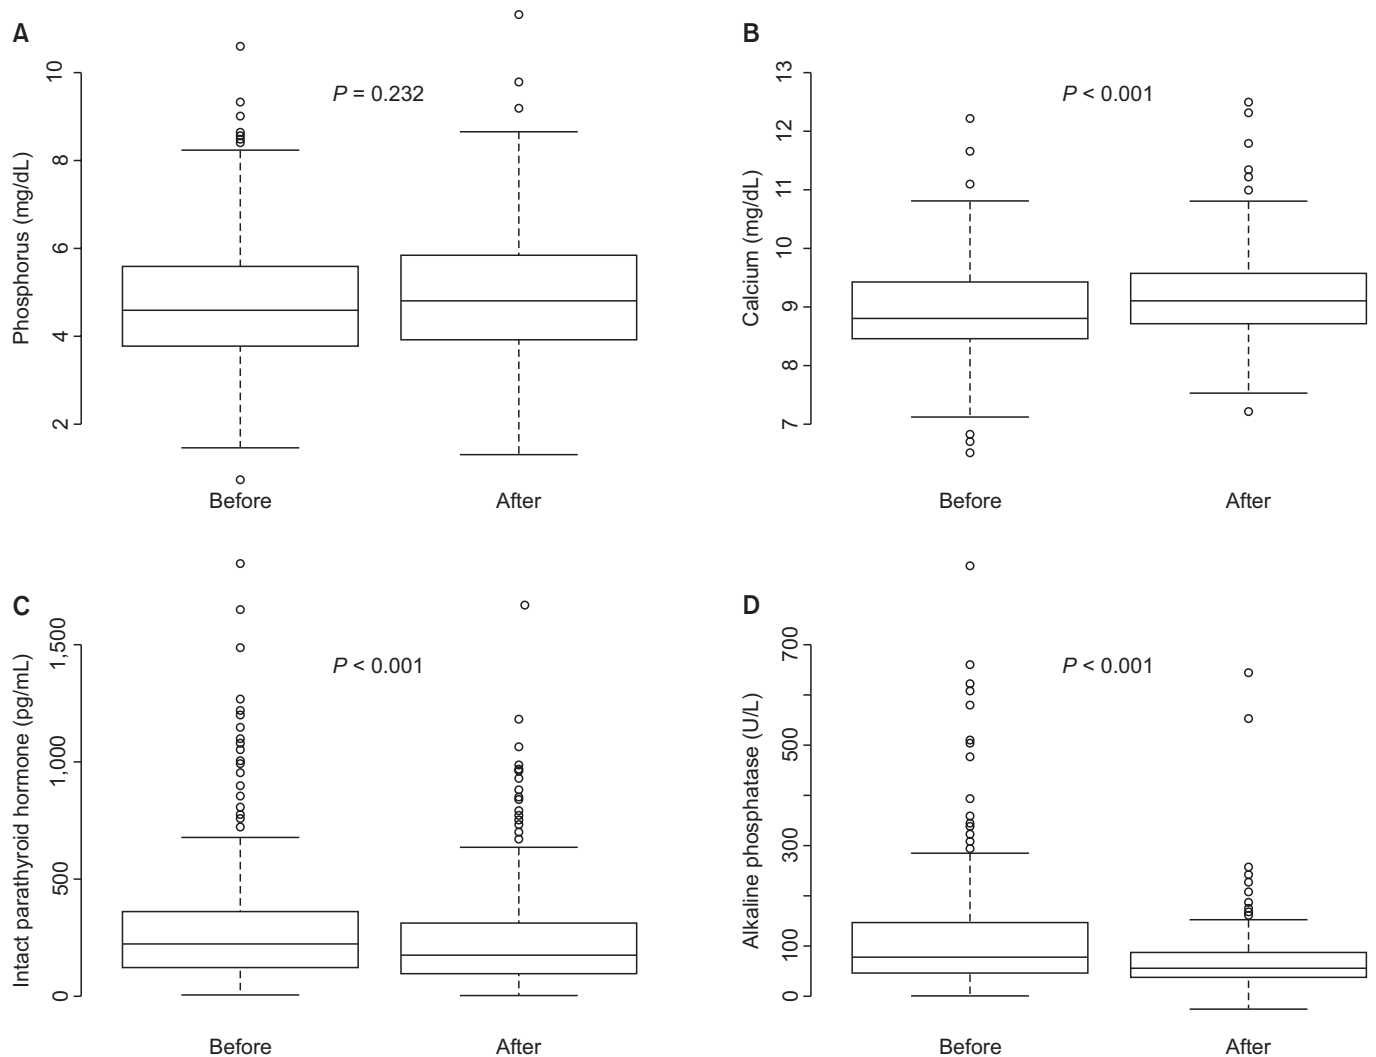 A
P = 0.232
Phosphorus (mg/dL)
10
8
6
4
2
Before
After
B
P < 0.001
Calcium (mg/dL)
13
12
11
10
9
8
7
Before
After
C
P < 0.001
Intact parathyroid hormone (pg/mL)
1,500
1,000
500
0
Before
After
D
P < 0.001
Alkaline phosphatase (U/L)
700
500
300
100
0
Before
After